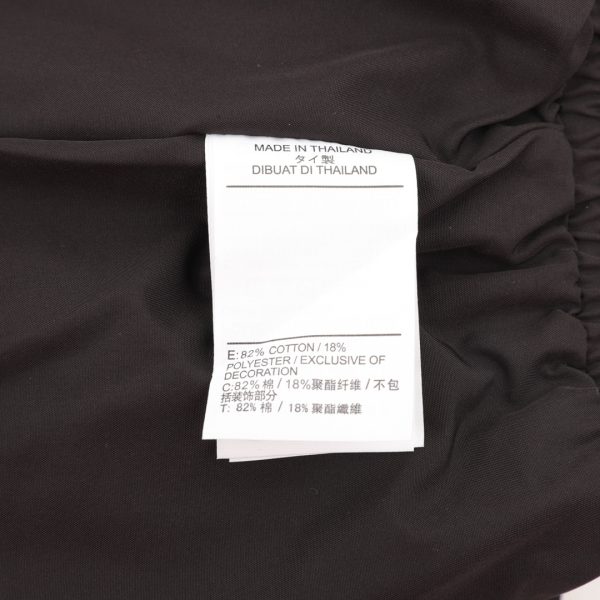 MADE IN THAILAND
タイ製
DIBUAT DI THAILAND
E: 82% COTTON / 18%
POLYESTER / EXCLUSIVE OF
DECORATION
C: 82% 棉 / 18% 聚酯纤维 / 不包
括装饰部分
T: 82% 棉 / 18% 聚酯纖維